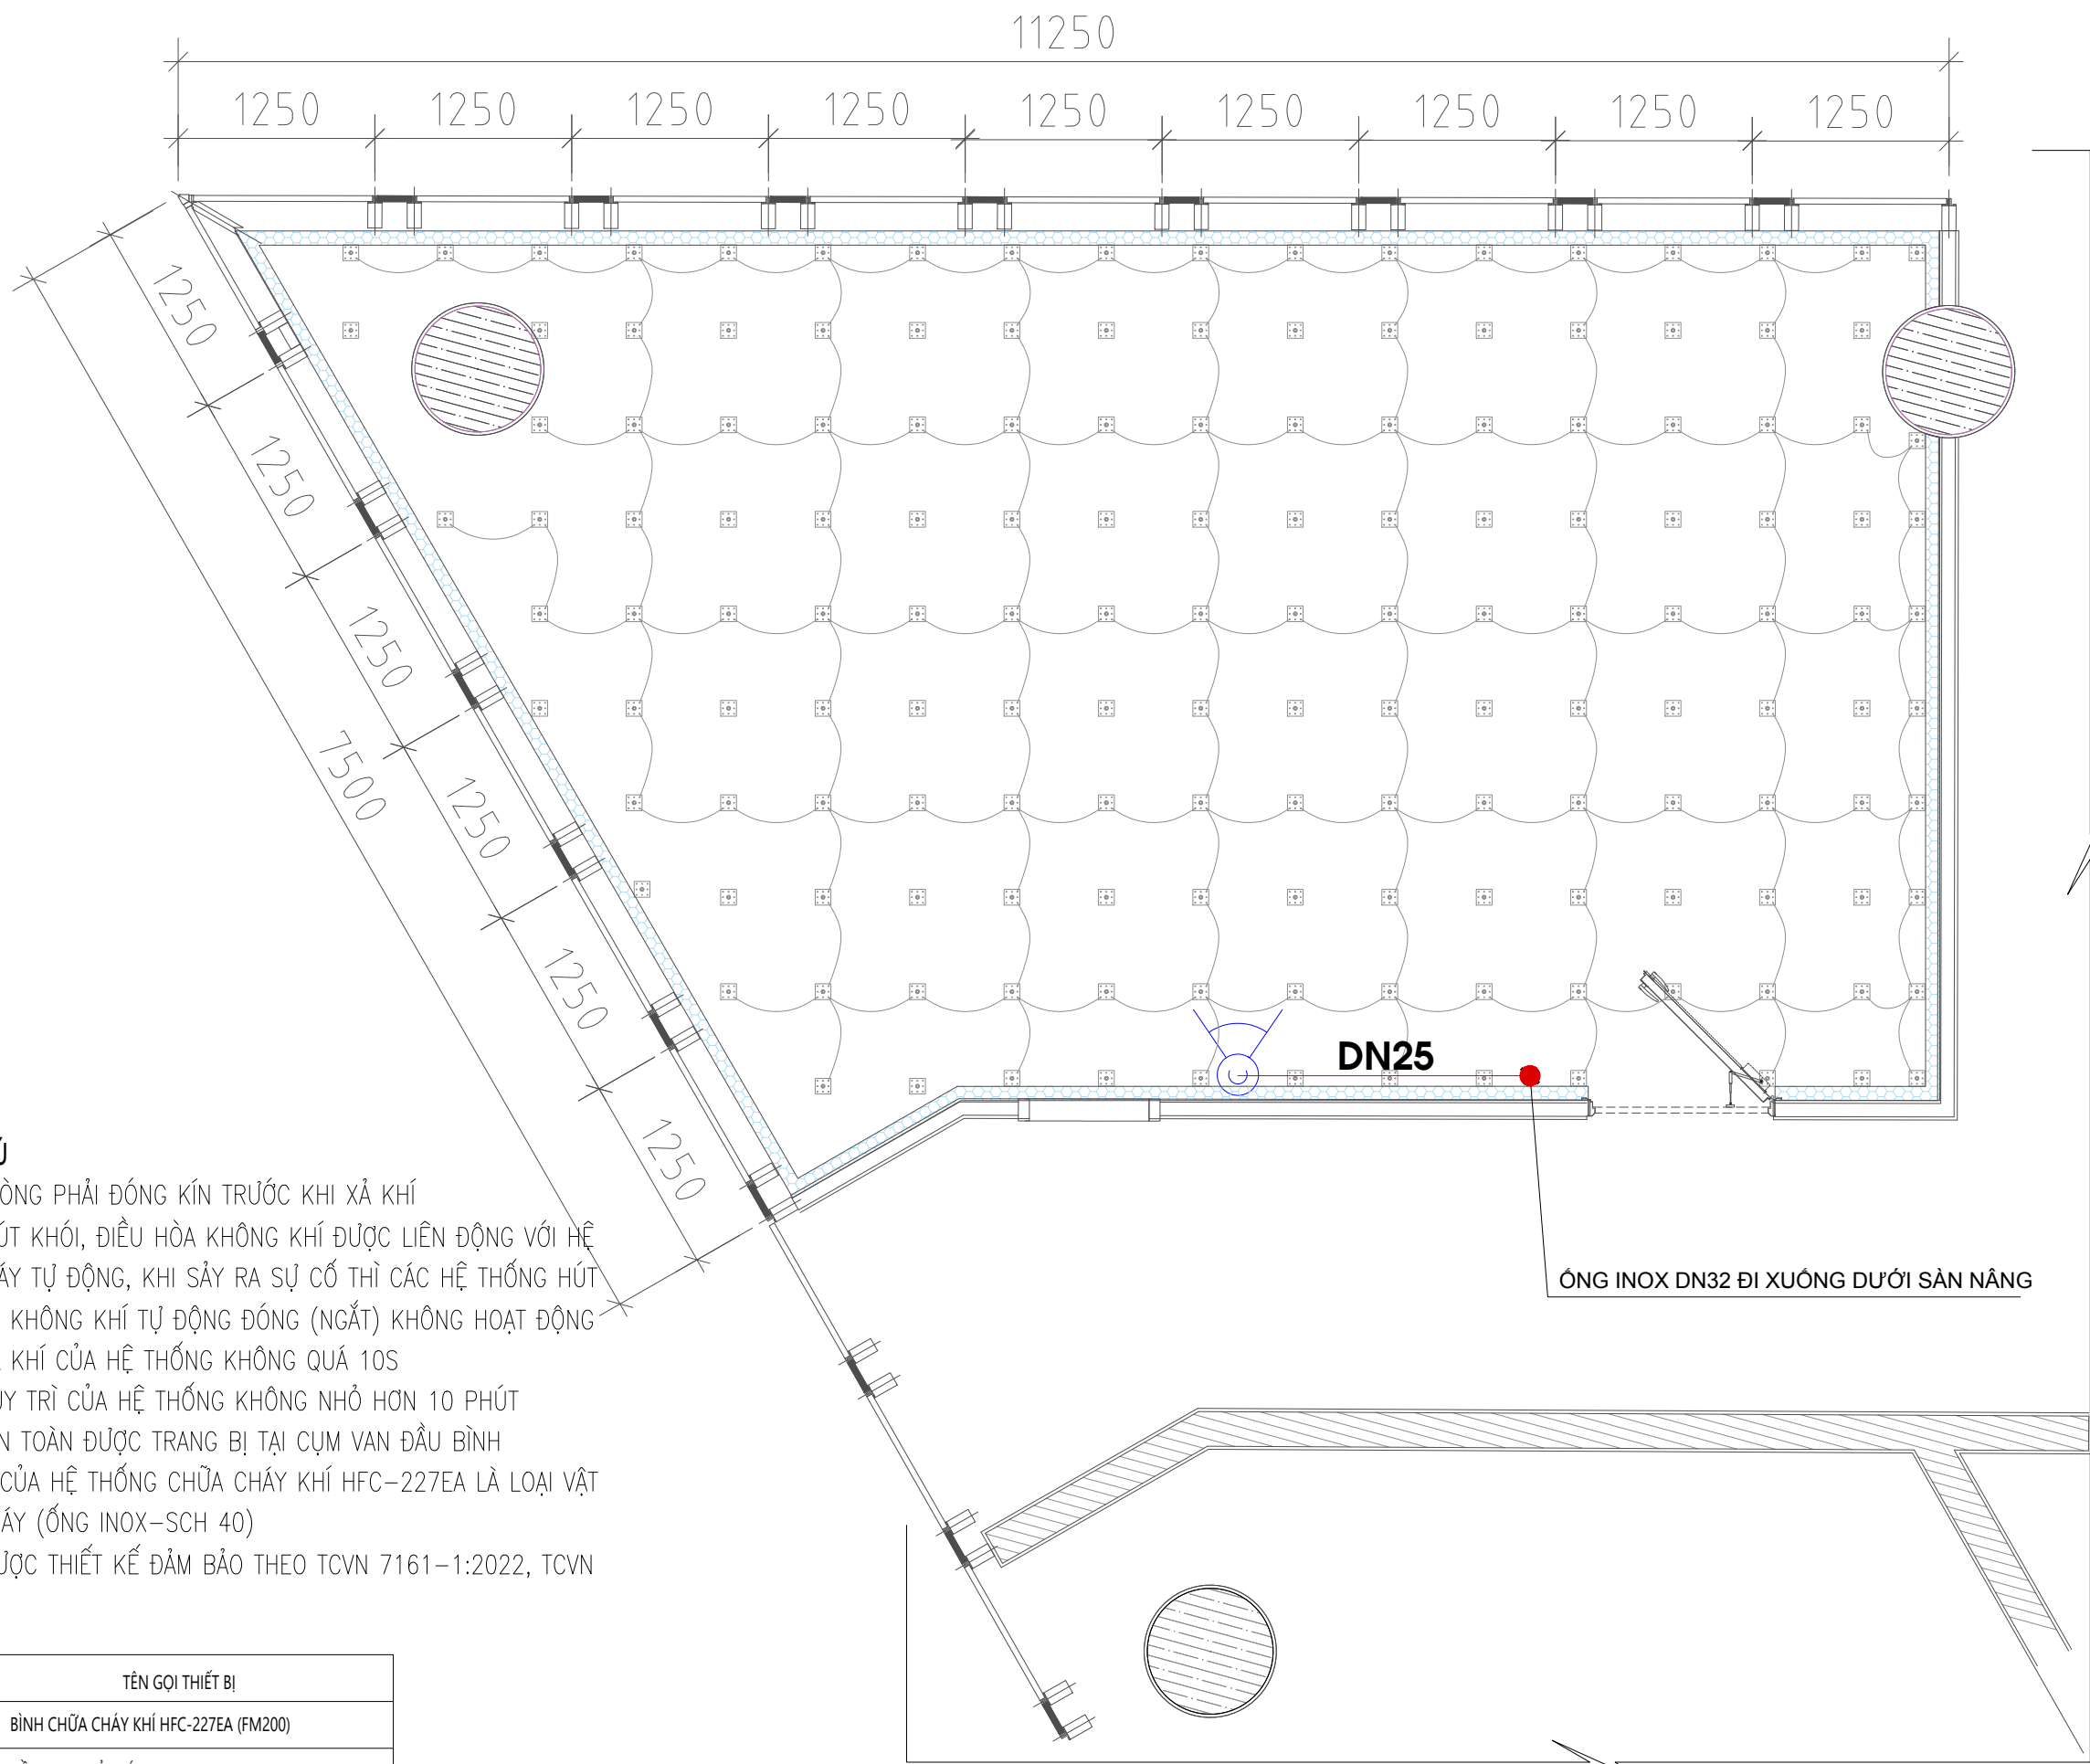 11250
1250 1250 1250 1250 1250 1250 1250 1250 1250
1250
1250
1250
1250
1250
1250
7500
DN25
ỐNG INOX DN32 ĐI XUỐNG DƯỚI SÀN NÂNG
PHẢI ĐÓNG KÍN TRƯỚC KHI XẢ KHÍ
KHÓI, ĐIỀU HÒA KHÔNG KHÍ ĐƯỢC LIÊN ĐỘNG VỚI HỆ
TỰ ĐỘNG, KHI SẢY RA SỰ CỐ THÌ CÁC HỆ THỐNG HÚT
KHÔNG KHÍ TỰ ĐỘNG ĐÓNG (NGẮT) KHÔNG HOẠT ĐỘNG
KHÍ CỦA HỆ THỐNG KHÔNG QUÁ 10S
TRÌ CỦA HỆ THỐNG KHÔNG NHỎ HƠN 10 PHÚT
TOÀN ĐƯỢC TRANG BỊ TẠI CỤM VAN ĐẦU BÌNH
CỦA HỆ THỐNG CHỮA CHÁY KHÍ HFC-227EA LÀ LOẠI VẬT
(ỐNG INOX-SCH 40)
THIẾT KẾ ĐẢM BẢO THEO TCVN 7161-1:2022, TCVN
TÊN GỌI THIẾT BỊ
BÌNH CHỮA CHÁY KHÍ HFC-227EA (FM200)